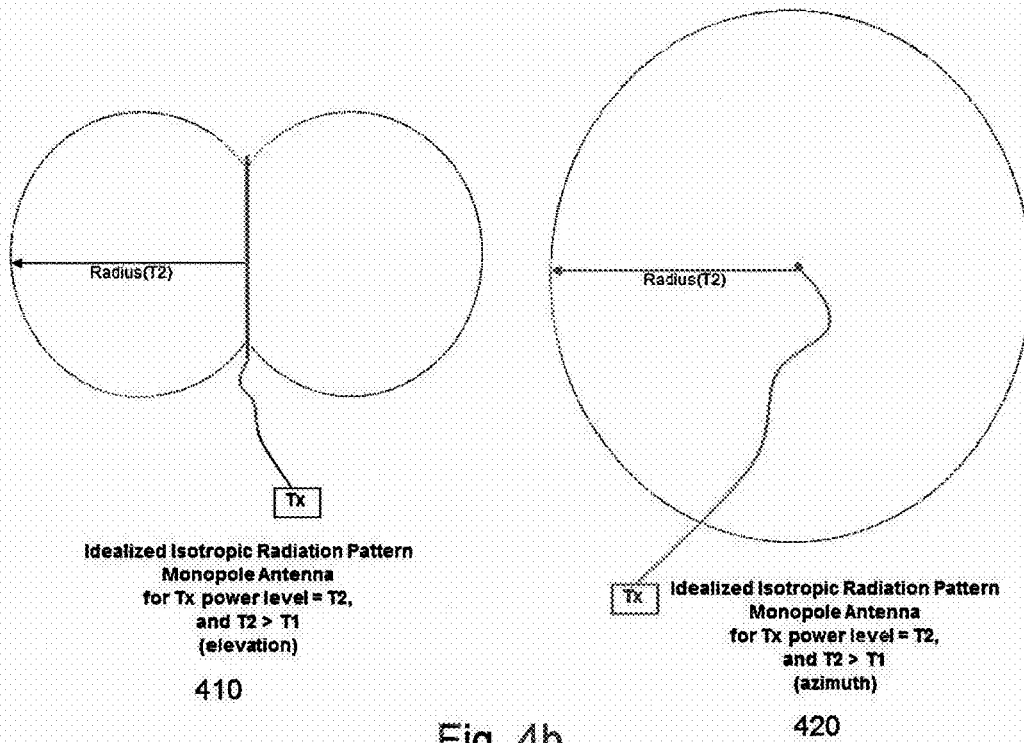 Radius(T2)
Tx
Idealized Isotropic Radiation Pattern
Monopole Antenna
for Tx power level = T2,
and T2 > T1
(elevation)
410
Radius(T2)
Tx
Idealized Isotropic Radiation Pattern
Monopole Antenna
for Tx power level = T2,
and T2 > T1
(azimuth)
420
Fig. 4b